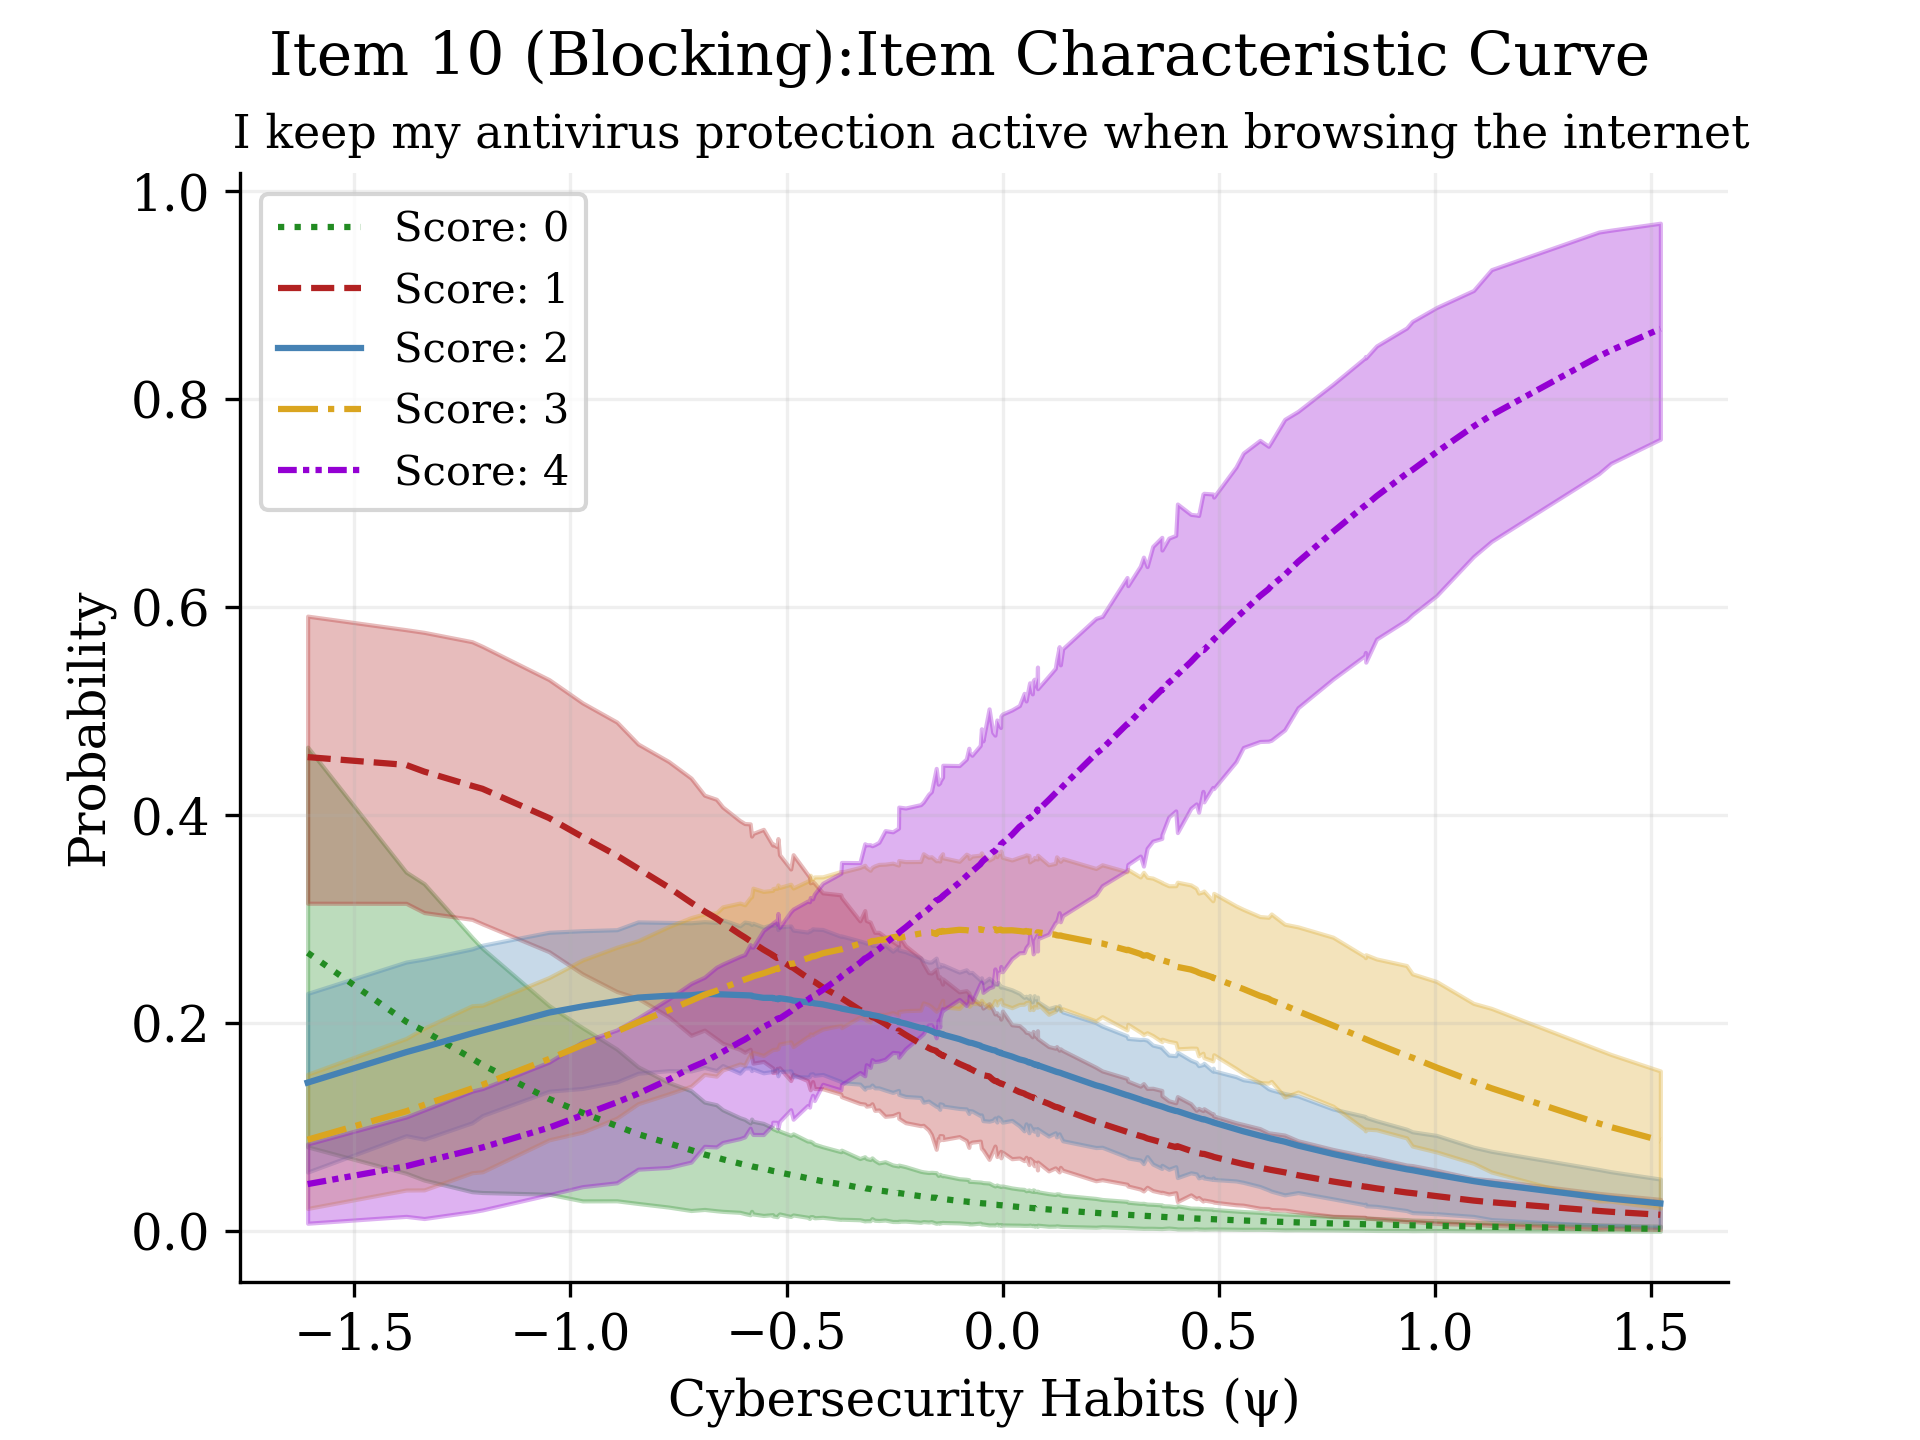 Item 10 (Blocking):Item Characteristic Curve
I keep my antivirus protection active when browsing the internet
1.0
0.8
0.6
0.4
0.2
0.0
Probability
Score: 0
Score: 1
Score: 2
Score: 3
Score: 4
−1.5 −1.0 −0.5 0.0 0.5 1.0 1.5
Cybersecurity Habits (ψ)